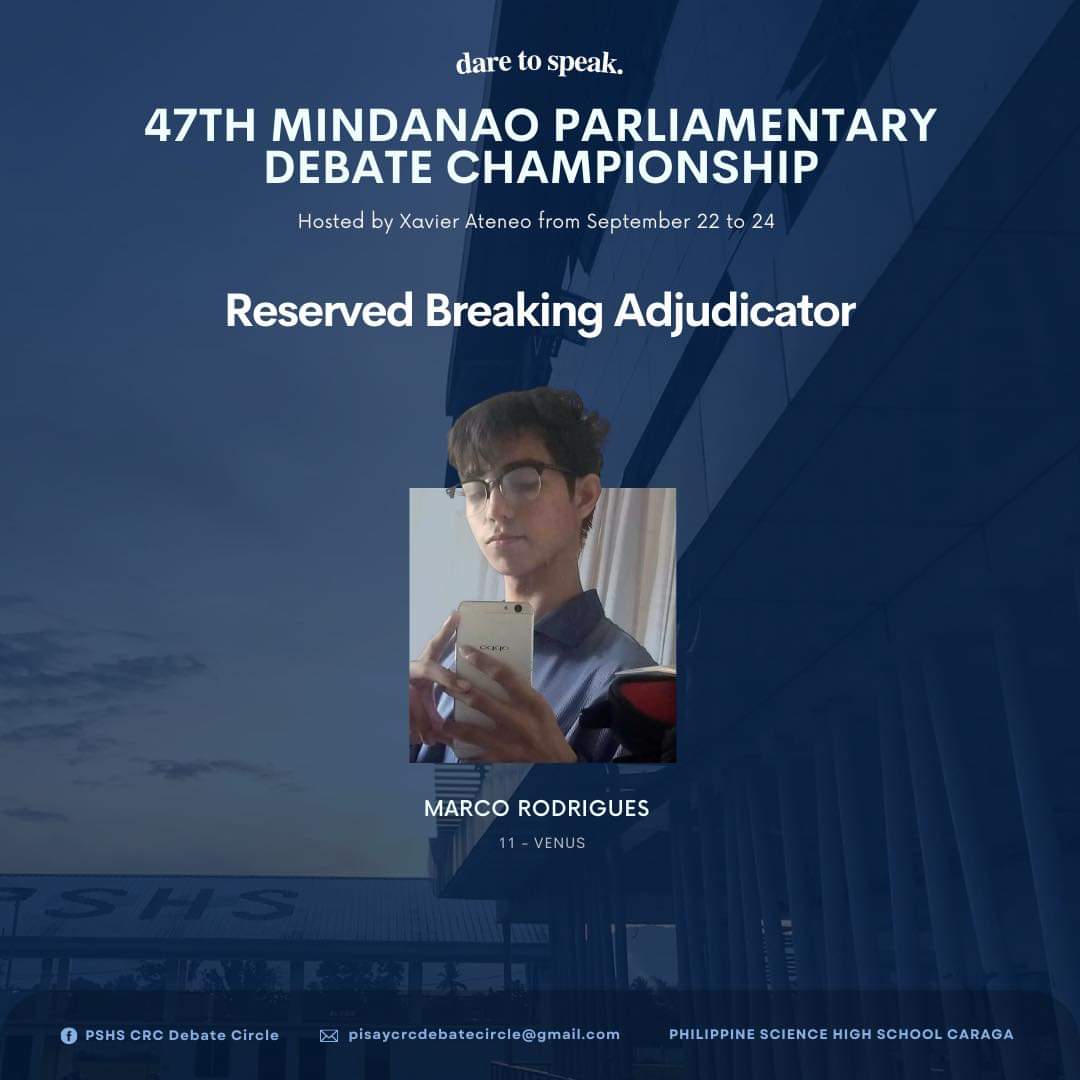 dare to speak.
47TH MINDANAO PARLIAMENTARY
DEBATE CHAMPIONSHIP
Hosted by Xavier Ateneo from September 22 to 24
Reserved Breaking Adjudicator
oppo
MARCO RODRIGUES
11 - VENUS
PSHS
PSHS CRC Debate Circle
pisaycrcdebatecircle@gmail.com
PHILIPPINE SCIENCE HIGH SCHOOL CARAGA